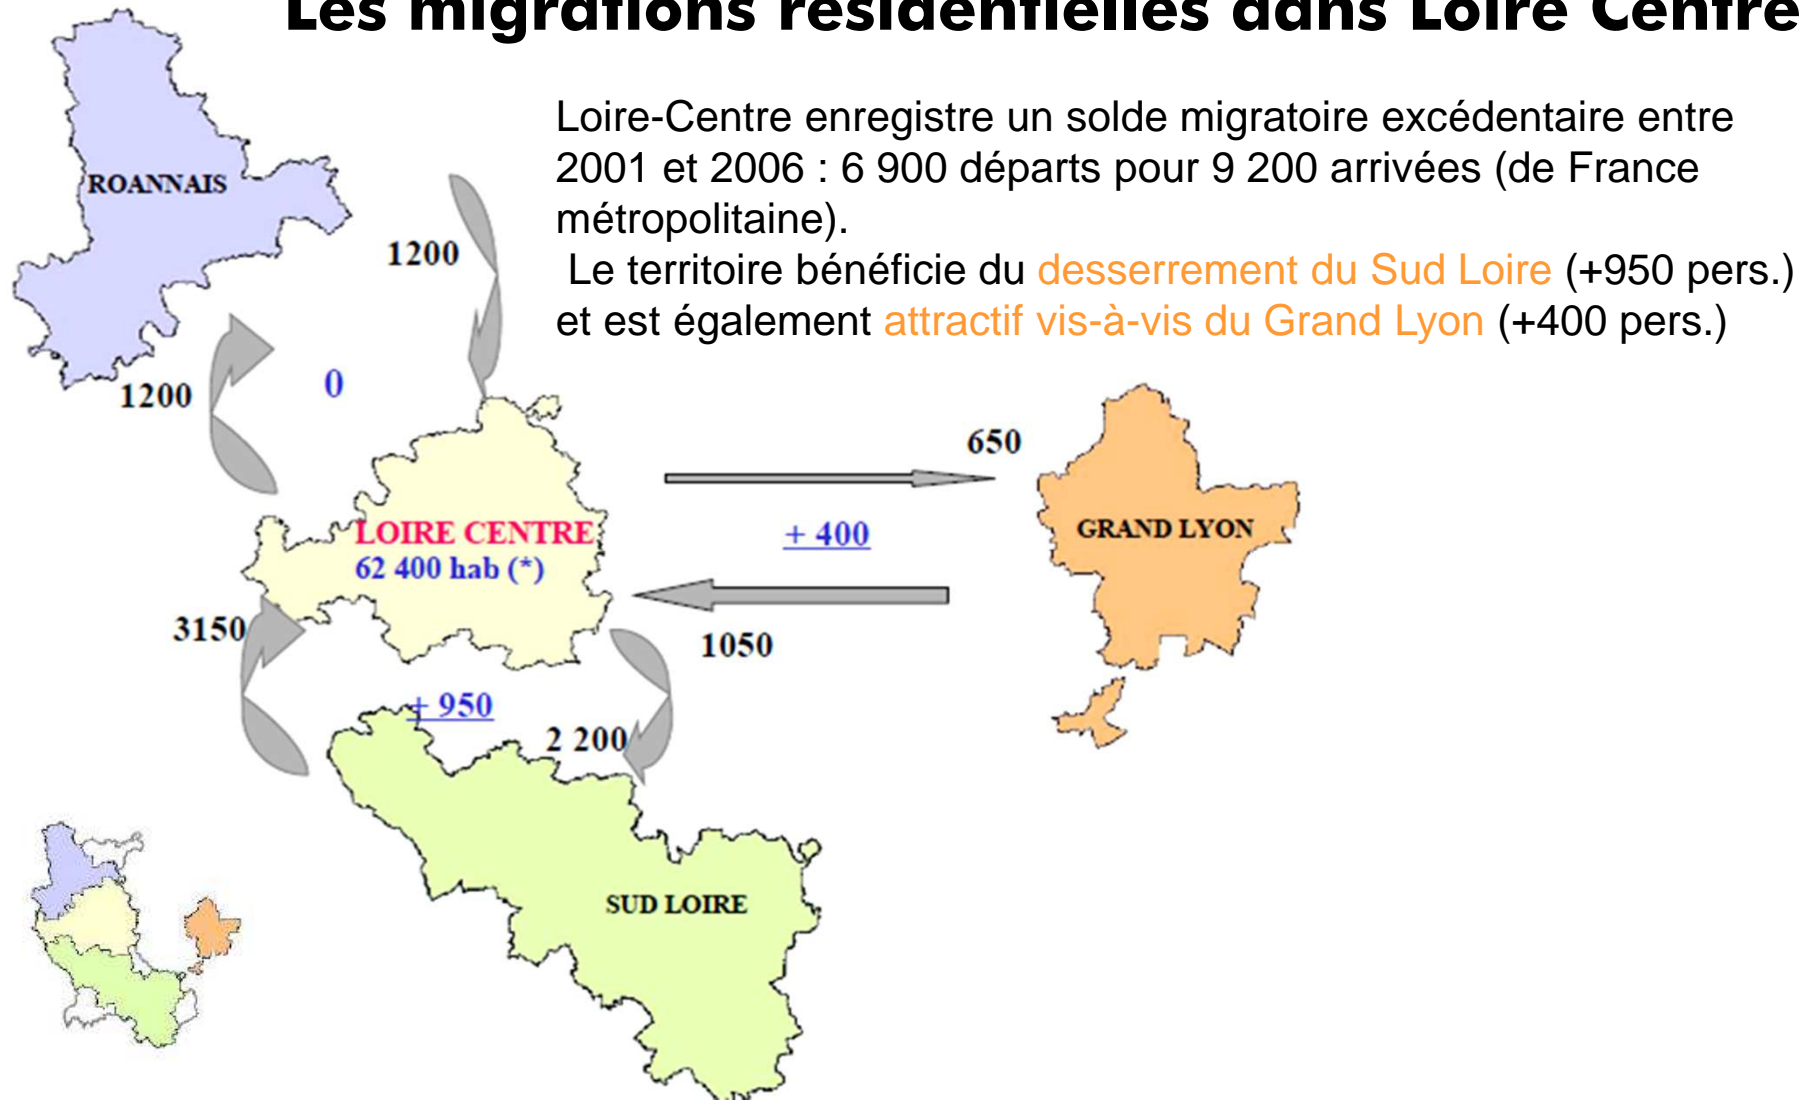 Les migrations résidentielles dans Loire Centre
Loire-Centre enregistre un solde migratoire excédentaire entre
2001 et 2006 : 6 900 départs pour 9 200 arrivées (de France
métropolitaine).
Le territoire bénéficie du desserrement du Sud Loire (+950 pers.)
et est également attractif vis-à-vis du Grand Lyon (+400 pers.)
ROANNAIS
1200
1200
0
650
LOIRE CENTRE
62 400 hab (*)
+ 400
GRAND LYON
3150
1050
+ 950
2 200
SUD LOIRE